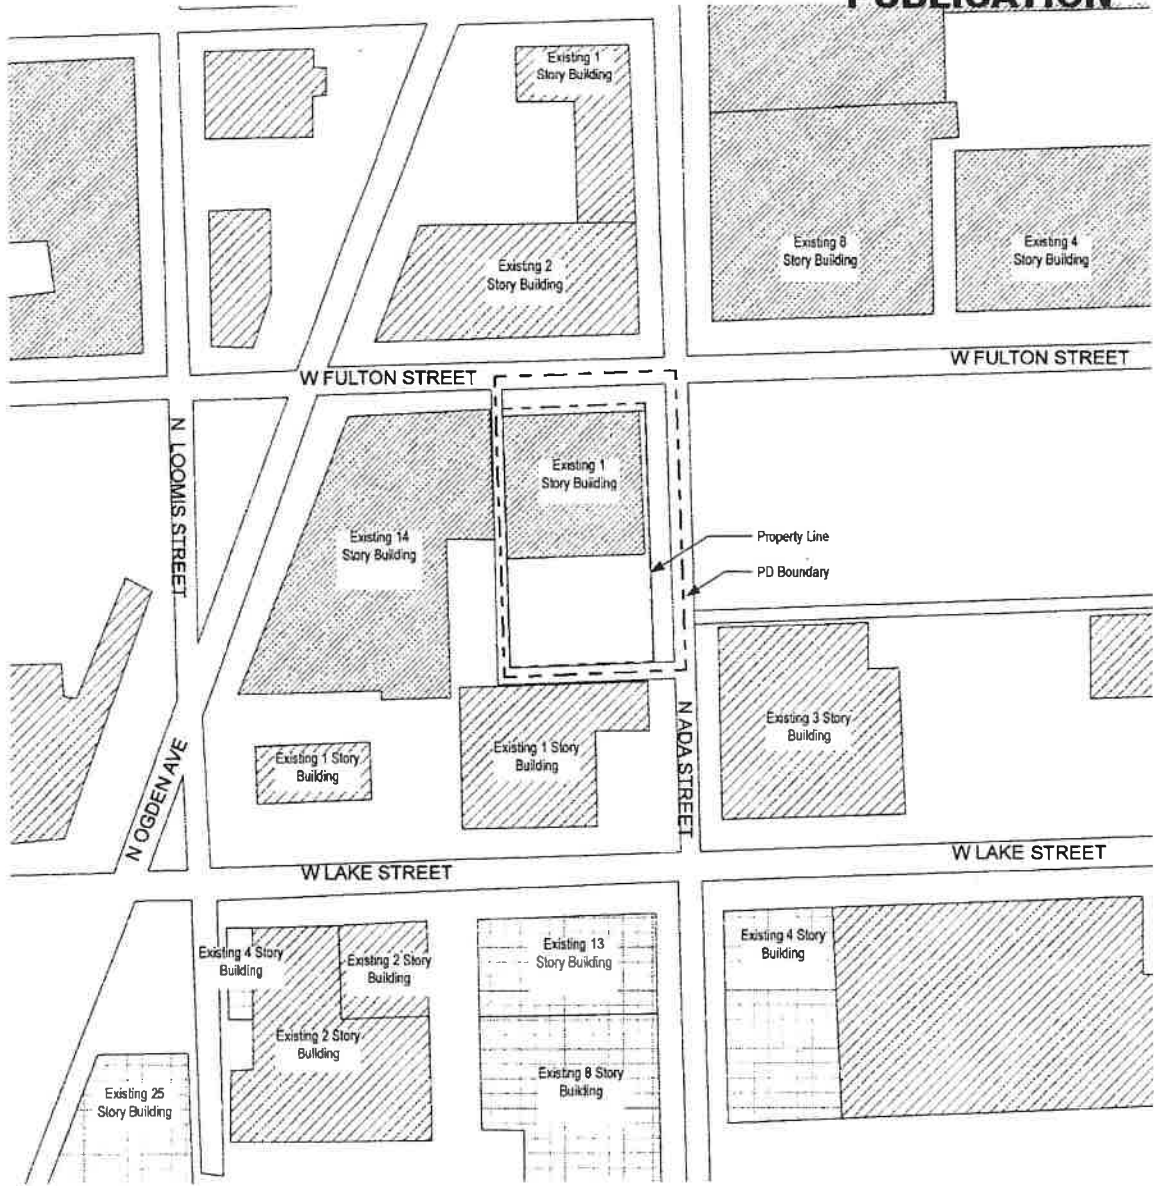 PUBLICATION
Existing 1
Story Building
Existing 2
Story Building
Existing 8
Story Building
Existing 4
Story Building
W FULTON STREET
W FULTON STREET
N LOOMIS STREET
Existing 1
Story Building
Existing 14
Story Building
Property Line
PD Boundary
N ADA STREET
Existing 3 Story
Building
Existing 1 Story
Building
Existing 1 Story
Building
N OGDEN AVE
W LAKE STREET
W LAKE STREET
Existing 4 Story
Building
Existing 2 Story
Building
Existing 13
Story Building
Existing 4 Story
Building
Existing 2 Story
Building
Existing 8 Story
Building
Existing 25
Story Building